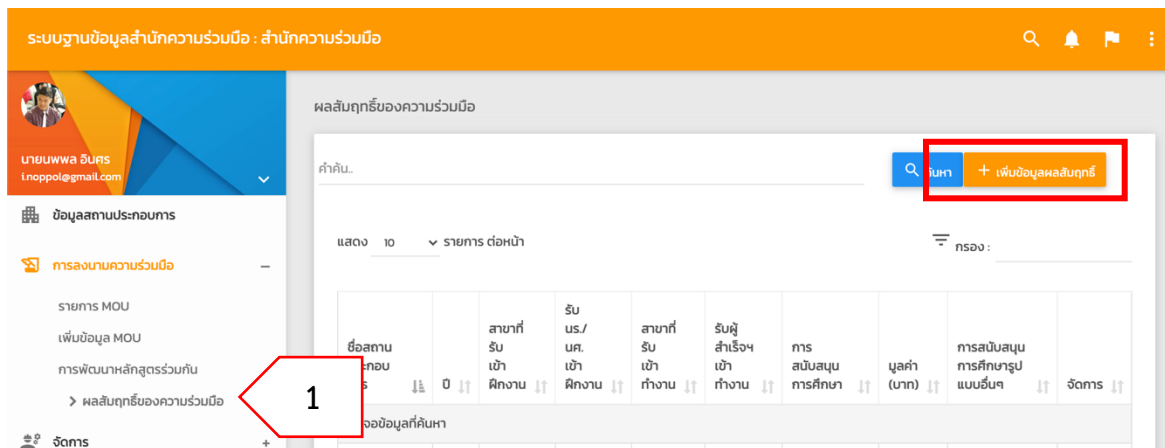 ระบบฐานข้อมูลสำนักความร่วมมือ : สำนักความร่วมมือ
นายนพพล อินศร
i.noppol@gmail.com
ข้อมูลสถานประกอบการ
การลงนามความร่วมมือ
รายการ MOU
เพิ่มข้อมูล MOU
การพัฒนาหลักสูตรร่วมกัน
ผลสัมฤทธิ์ของความร่วมมือ
จัดการ
1
ผลสัมฤทธิ์ของความร่วมมือ
คำค้น..
+ เพิ่มข้อมูลผลสัมฤทธิ์
แสดง 10 รายการ ต่อหน้า
กรอง :
ชื่อสถาน
ปี
สาขาที่
รับ
เข้า
ฝึกงาน
รับ
นร./
นศ.
เข้า
ฝึกงาน
สาขาที่
รับ
เข้า
ทำงาน
รับผู้
สำเร็จฯ
เข้า
ทำงาน
การ
สนับสนุน
การศึกษา
มูลค่า
(บาท)
การสนับสนุน
การศึกษารูป
แบบอื่นๆ
จัดการ
ข้อมูลที่ค้นหา